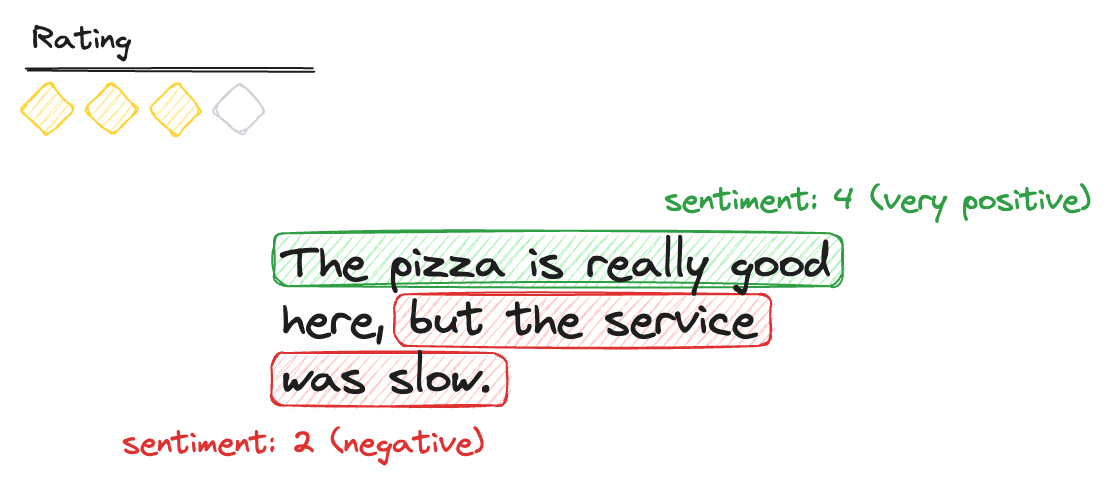 Rating
sentiment: 4 (very positive)
The pizza is really good
here, but the service
was slow.
sentiment: 2 (negative)